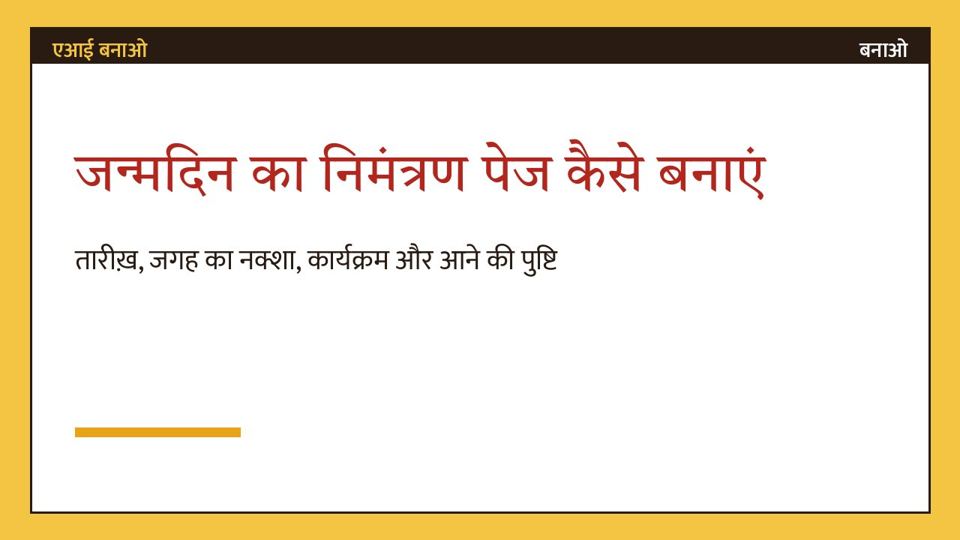 एआई बनाओ
बनाओ
जन्मदिन का निमंत्रण पेज कैसे बनाएं
तारीख़, जगह का नक्शा, कार्यक्रम और आने की पुष्टि